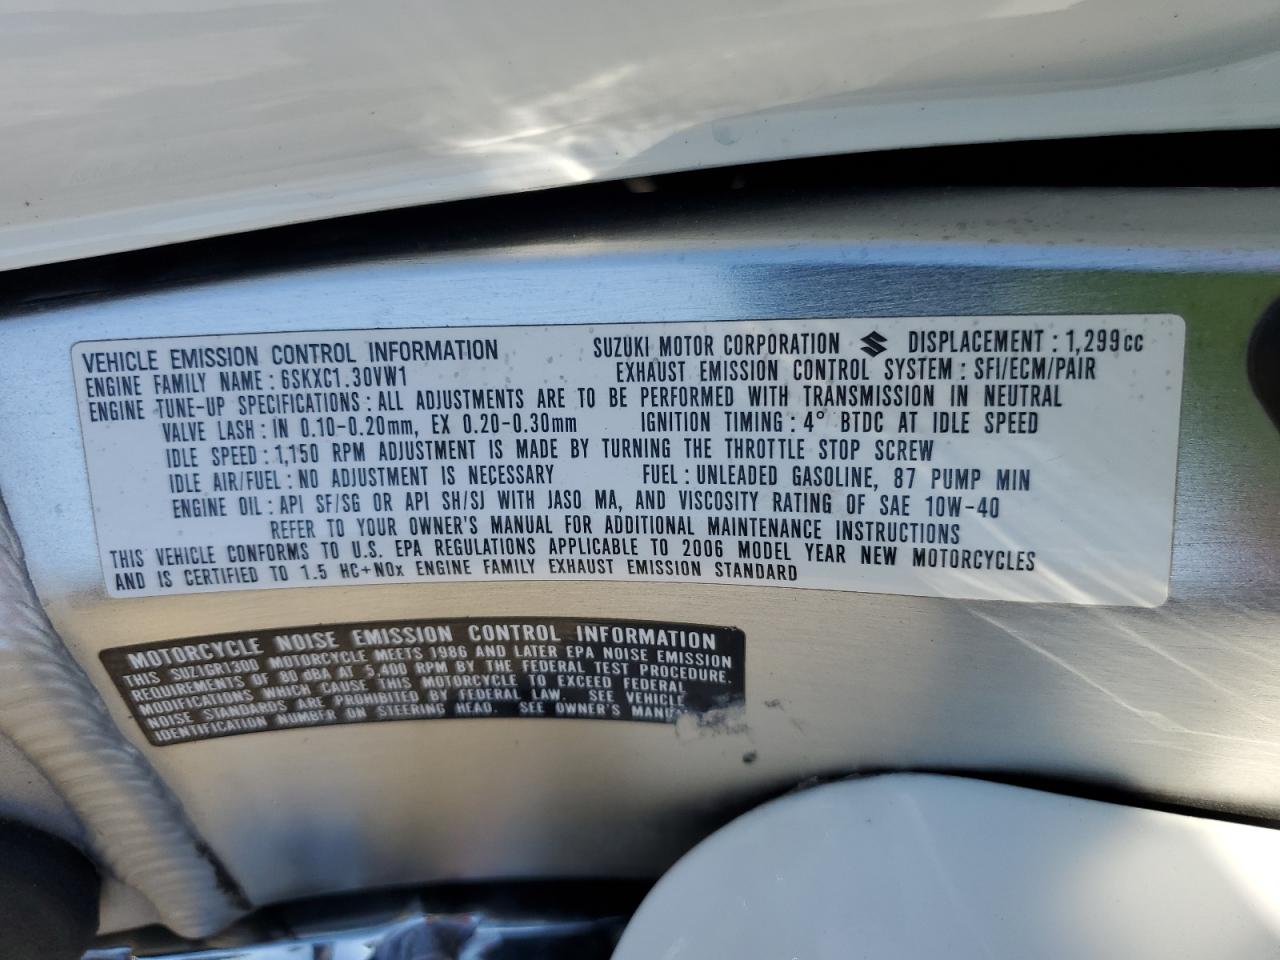 VEHICLE EMISSION CONTROL INFORMATION SUZUKI MOTOR CORPORATION DISPLACEMENT : 1,299cc
ENGINE FAMILY NAME : 6SKXC1.30VW1 EXHAUST EMISSION CONTROL SYSTEM : SFI/ECM/PAIR
ENGINE TUNE-UP SPECIFICATIONS : ALL ADJUSTMENTS ARE TO BE PERFORMED WITH TRANSMISSION IN NEUTRAL
VALVE LASH : IN 0.10-0.20mm, EX 0.20-0.30mm IGNITION TIMING : 4° BTDC AT IDLE SPEED
IDLE SPEED : 1,150 RPM ADJUSTMENT IS MADE BY TURNING THE THROTTLE STOP SCREW
IDLE AIR/FUEL : NO ADJUSTMENT IS NECESSARY FUEL : UNLEADED GASOLINE, 87 PUMP MIN
ENGINE OIL : API SF/SG OR API SH/SJ WITH JASO MA, AND VISCOSITY RATING OF SAE 10W-40
REFER TO YOUR OWNER'S MANUAL FOR ADDITIONAL MAINTENANCE INSTRUCTIONS
THIS VEHICLE CONFORMS TO U.S. EPA REGULATIONS APPLICABLE TO 2006 MODEL YEAR NEW MOTORCYCLES
AND IS CERTIFIED TO 1.5 HC+NOx ENGINE FAMILY EXHAUST EMISSION STANDARD
MOTORCYCLE NOISE EMISSION CONTROL INFORMATION
THIS SUZ1GR1300 MOTORCYCLE MEETS 1986 AND LATER EPA NOISE EMISSION
REQUIREMENTS OF 80 dBA AT 5,400 RPM BY THE FEDERAL TEST PROCEDURE.
MODIFICATIONS WHICH CAUSE THIS MOTORCYCLE TO EXCEED FEDERAL
NOISE STANDARDS ARE PROHIBITED BY FEDERAL LAW. SEE VEHICLE
IDENTIFICATION NUMBER ON STEERING HEAD. SEE OWNER'S